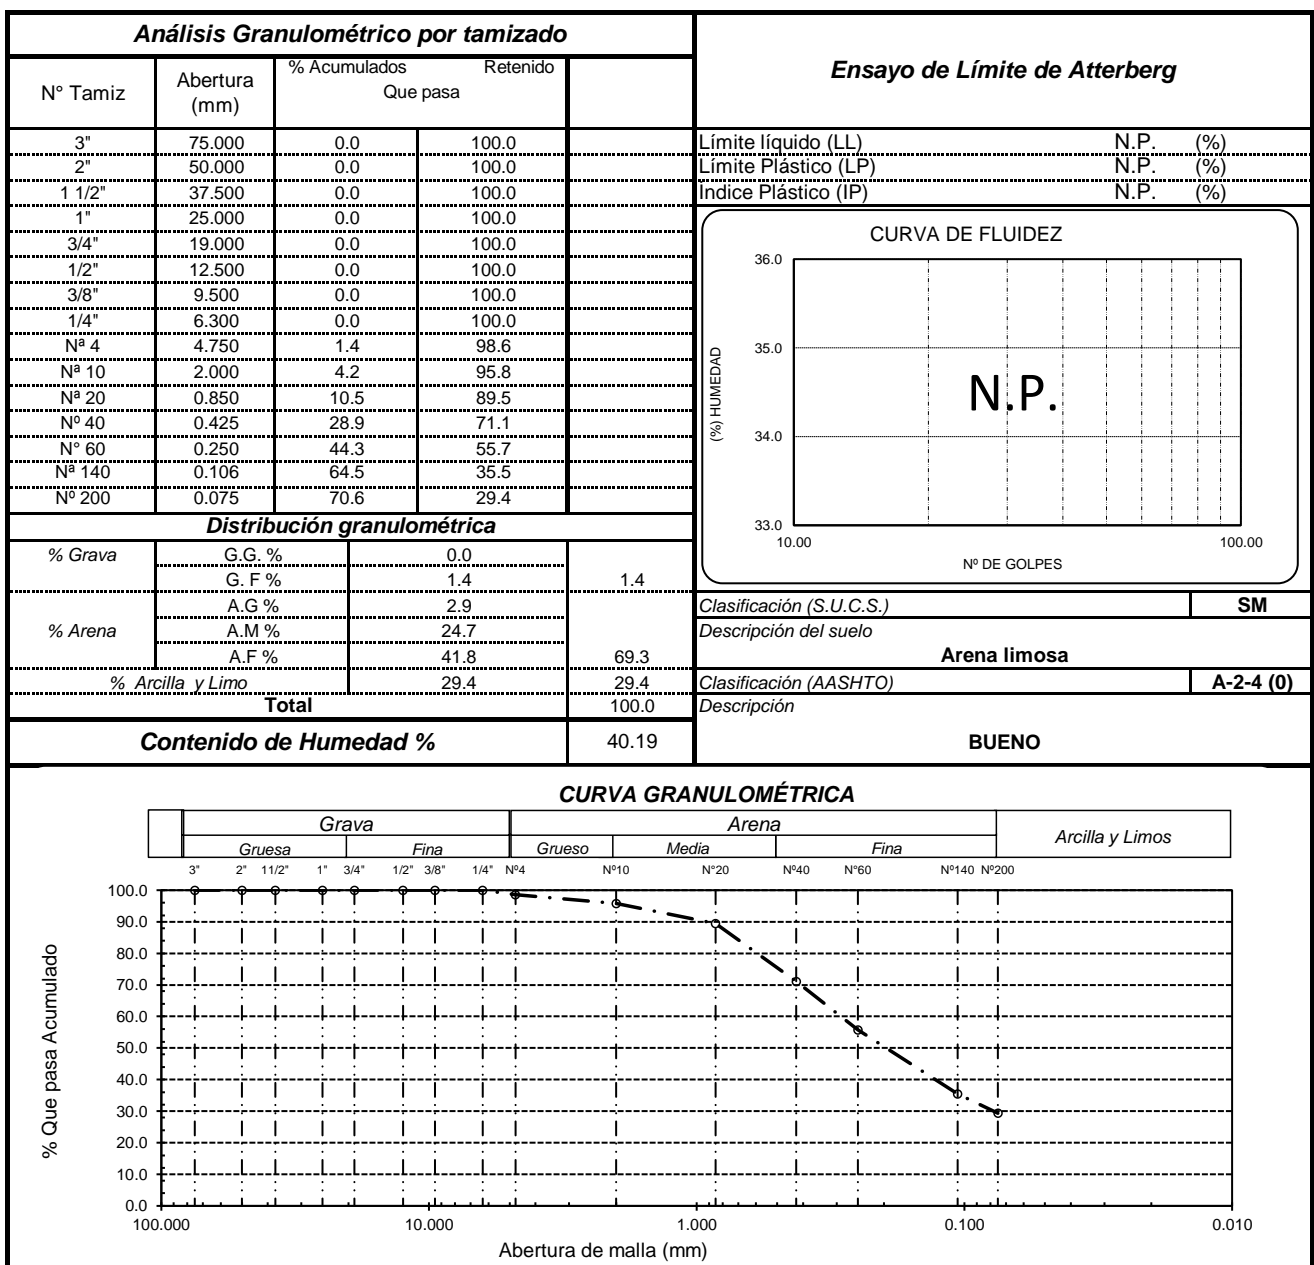 Análisis Granulométrico por tamizado
N° Tamiz Abertura (mm) % Acumulados Retenido Que pasa
3" 75.000 0.0 100.0
2" 50.000 0.0 100.0
1 1/2" 37.500 0.0 100.0
1" 25.000 0.0 100.0
3/4" 19.000 0.0 100.0
1/2" 12.500 0.0 100.0
3/8" 9.500 0.0 100.0
1/4" 6.300 0.0 100.0
Nª 4 4.750 1.4 98.6
Nª 10 2.000 4.2 95.8
Nª 20 0.850 10.5 89.5
Nº 40 0.425 28.9 71.1
N° 60 0.250 44.3 55.7
Nª 140 0.106 64.5 35.5
Nº 200 0.075 70.6 29.4
Distribución granulométrica
% Grava G.G. % 0.0
G. F % 1.4 1.4
A.G % 2.9
% Arena A.M % 24.7
A.F % 41.8 69.3
% Arcilla y Limo 29.4 29.4
Total 100.0
Contenido de Humedad % 40.19
Ensayo de Límite de Atterberg
Límite líquido (LL) N.P. (%)
Límite Plástico (LP) N.P. (%)
Indice Plástico (IP) N.P. (%)
CURVA DE FLUIDEZ
36.0
35.0
34.0
33.0
(%) HUMEDAD
N.P.
10.00 100.00
Nº DE GOLPES
Clasificación (S.U.C.S.) SM
Descripción del suelo
Arena limosa
Clasificación (AASHTO) A-2-4 (0)
Descripción
BUENO
CURVA GRANULOMÉTRICA
Grava Arena Arcilla y Limos
Gruesa Fina Grueso Media Fina
3" 2" 11/2" 1" 3/4" 1/2" 3/8" 1/4" Nº4 Nº10 N°20 N°40 N°60 Nº140 Nº200
100.0
90.0
80.0
70.0
60.0
50.0
40.0
30.0
20.0
10.0
0.0
% Que pasa Acumulado
100.000 10.000 1.000 0.100 0.010
Abertura de malla (mm)